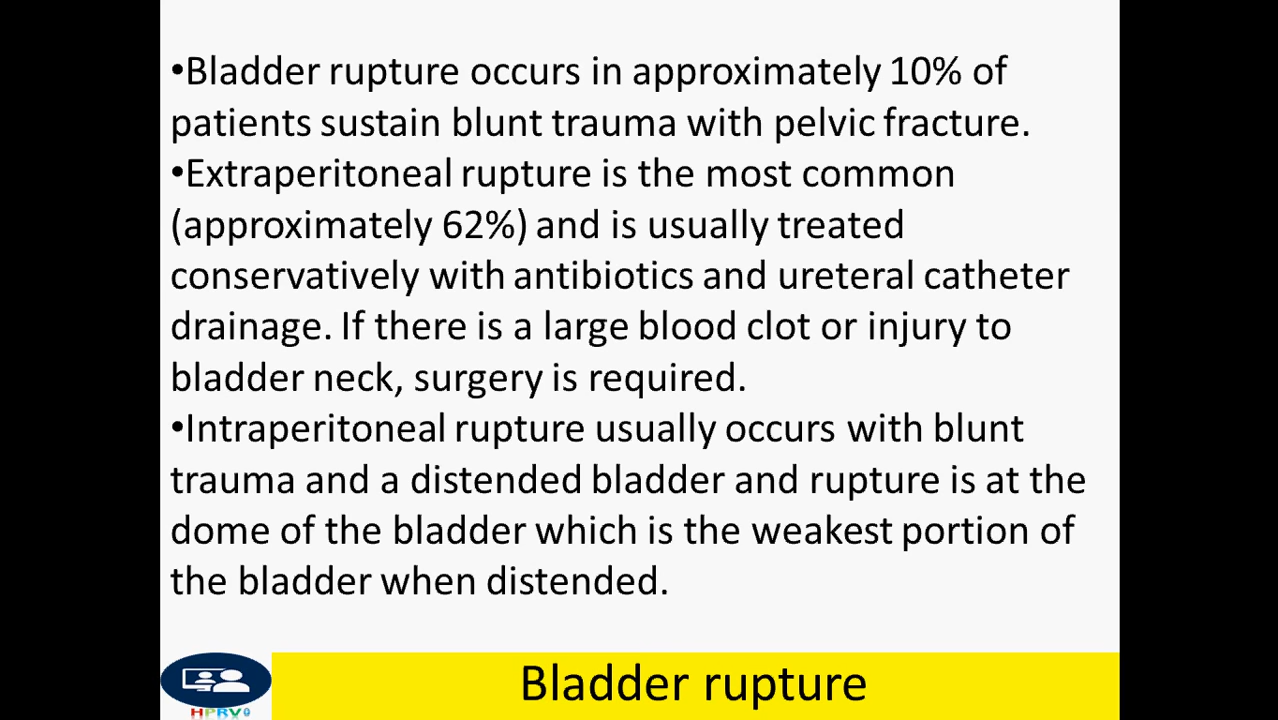 •Bladder rupture occurs in approximately 10% of
patients sustain blunt trauma with pelvic fracture.
•Extraperitoneal rupture is the most common
(approximately 62%) and is usually treated
conservatively with antibiotics and ureteral catheter
drainage. If there is a large blood clot or injury to
bladder neck, surgery is required.
•Intraperitoneal rupture usually occurs with blunt
trauma and a distended bladder and rupture is at the
dome of the bladder which is the weakest portion of
the bladder when distended.
Bladder rupture
HPRV